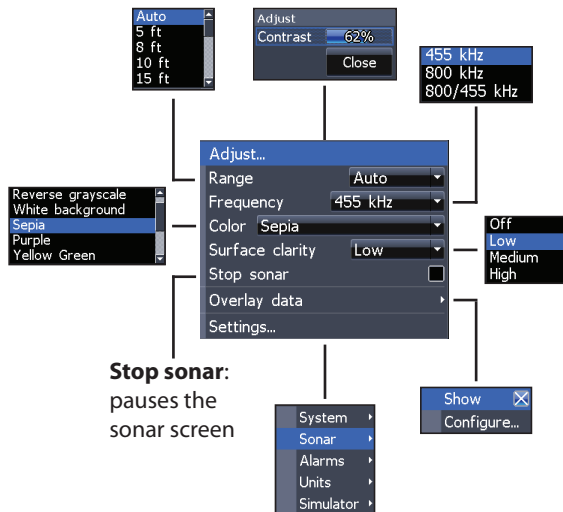 Auto
5 ft
8 ft
10 ft
15 ft
Adjust
Contrast 62%
Close
455 kHz
800 kHz
800/455 kHz
Adjust...
Range Auto
Frequency 455 kHz
Color Sepia
Surface clarity Low
Stop sonar
Overlay data
Settings...
Reverse grayscale
White background
Sepia
Purple
Yellow Green
Off
Low
Medium
High
Stop sonar:
pauses the
sonar screen
System
Sonar
Alarms
Units
Simulator
Show
Configure...